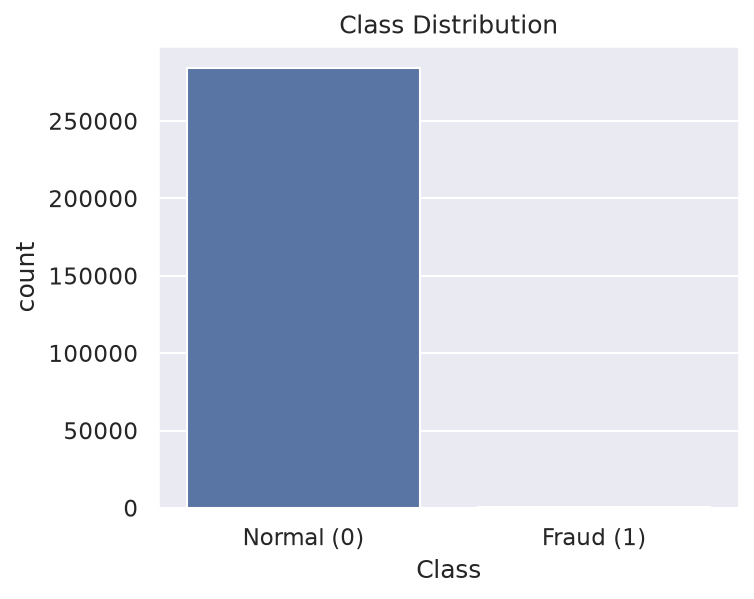 Class Distribution
250000
200000
150000
100000
50000
0
count
Normal (0) Fraud (1)
Class